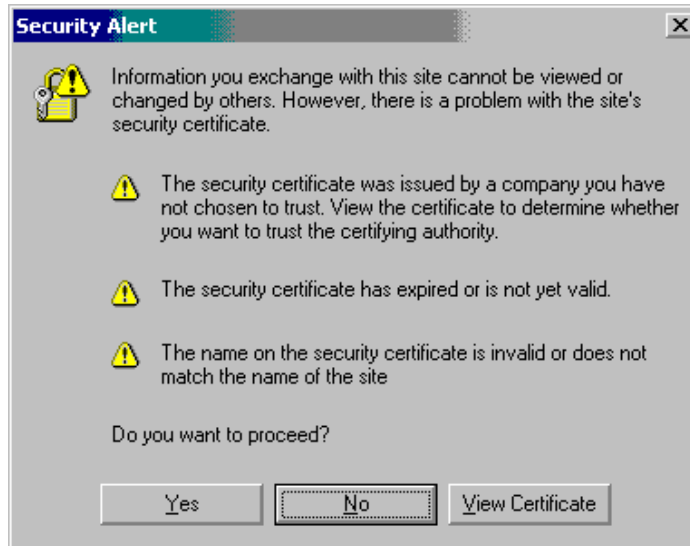 Security Alert
Information you exchange with this site cannot be viewed or
changed by others. However, there is a problem with the site's
security certificate.
The security certificate was issued by a company you have
not chosen to trust. View the certificate to determine whether
you want to trust the certifying authority.
The security certificate has expired or is not yet valid.
The name on the security certificate is invalid or does not
match the name of the site
Do you want to proceed?
Yes No View Certificate